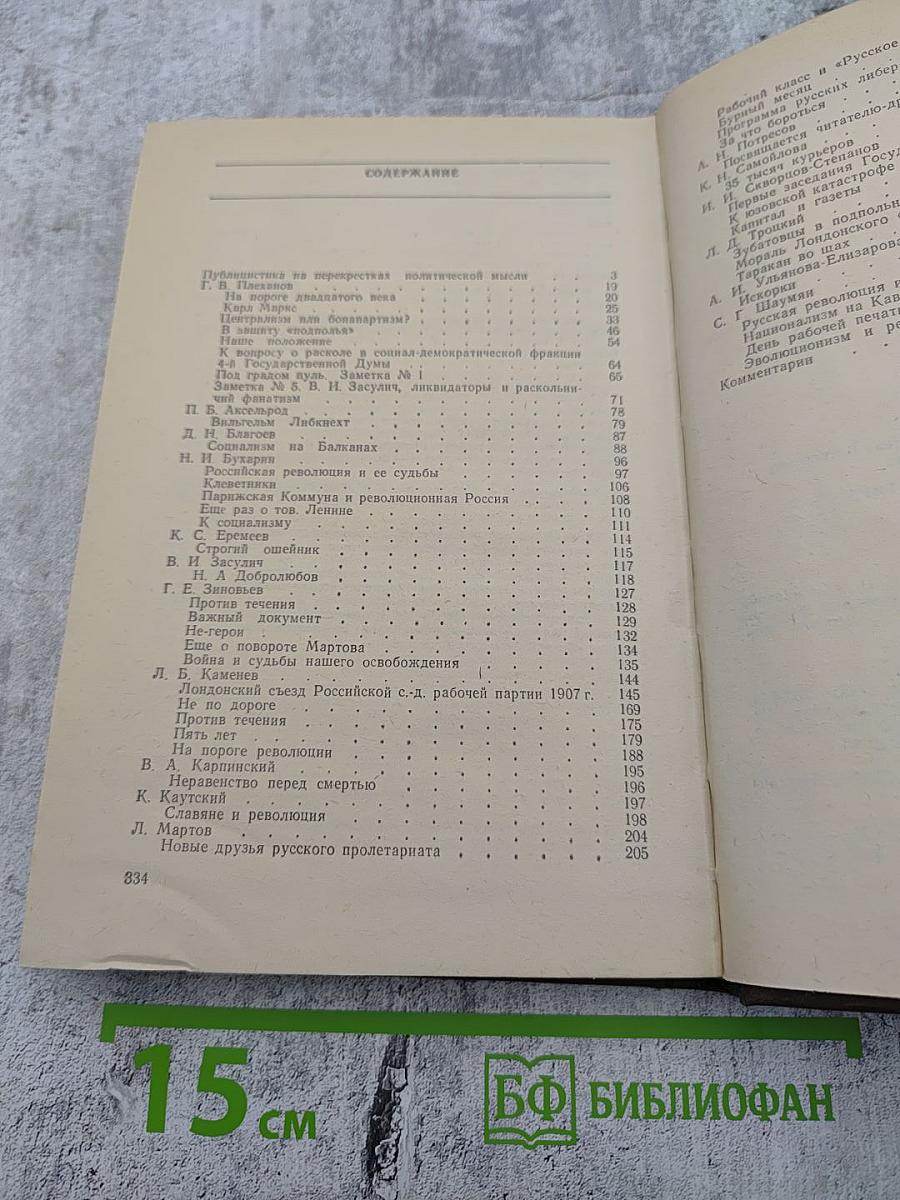 СОДЕРЖАНИЕ
Публицистика на перекрестках политической мысли . . 3
Г. В. Плеханов . . . . . . . . . . 19
На пороге двадцатого века . . . . . . . 20
Карл Маркс . . . . . . . . . . 25
Централизм или бонапартизм? . . . . . . . 33
В защиту «подполья» . . . . . . . . 46
Наше положение . . . . . . . . . 54
К вопросу о расколе в социал-демократической фракции
4-й Государственной Думы . . . . . . . 64
Под градом пуль. Заметка № 1 . . . . . . 65
Заметка № 5. В. И. Засулич, ликвидаторы и раскольни-
чий фанатизм . . . . . . . . . . 71
П. Б. Аксельрод . . . . . . . . . . 78
Вильгельм Либкнехт . . . . . . . . 79
Д. Н. Благоев . . . . . . . . . . 87
Социализм на Балканах . . . . . . . . 88
Н. И. Бухарин . . . . . . . . . . 96
Российская революция и ее судьбы . . . . . . 97
Клеветники . . . . . . . . . . 106
Парижская Коммуна и революционная Россия . . . . 108
Еще раз о тов. Ленине . . . . . . . . 110
К социализму . . . . . . . . . . 111
К. С. Еремеев . . . . . . . . . . 114
Строгий ошейник . . . . . . . . . 115
В. И. Засулич . . . . . . . . . . 117
Н. А Добролюбов . . . . . . . . . 118
Г. Е. Зиновьев . . . . . . . . . . 127
Против течения . . . . . . . . . 128
Важный документ . . . . . . . . . 129
Не-герои . . . . . . . . . . . 132
Еще о повороте Мартова . . . . . . . . 134
Война и судьбы нашего освобождения . . . . . 135
Л. Б. Каменев . . . . . . . . . . 144
Лондонский съезд Российской с.-д. рабочей партии 1907 г. 145
Не по дороге . . . . . . . . . . 169
Против течения . . . . . . . . . 175
Пять лет . . . . . . . . . . . 179
На пороге революции . . . . . . . . 188
В. А. Карпинский . . . . . . . . . 195
Неравенство перед смертью . . . . . . . 196
К. Каутский . . . . . . . . . . 197
Славяне и революция . . . . . . . . 198
Л. Мартов . . . . . . . . . . . 204
Новые друзья русского пролетариата . . . . . 205
334
Рабочий класс и «Русское
Бурный месяц . . .
Программа русских либер
За что бороться . .
А. Н. Потресов . . .
Посвищается читателю-др
К. Н. Самойлова . . .
35 тысяч курьеров . .
И. И. Скворцов-Степанов
Первые заседания Госуд
К юзовской катастрофе
Капитал и газеты . .
Л. Д. Троцкий . . .
Зубатовцы в подпольн
Мораль Лондонского с
Таракан во щах . .
А. И. Ульянова-Елизарова
Искорки . . .
С. Г Шаумян . . .
Русская революция и
Национализм на Кав
День рабочей печати
Эволюционизм и ре
Комментарии . .
15 см
БФ БИБЛИОФАН